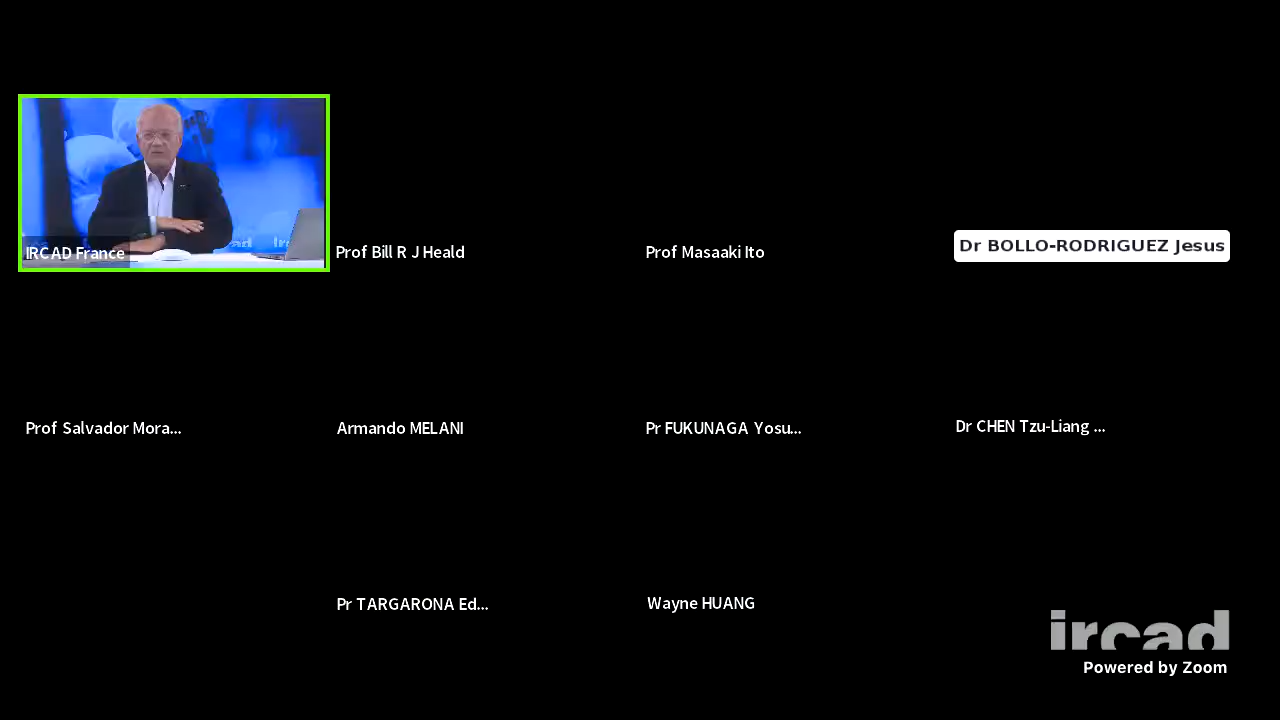 IRCAD France
Prof Bill R J Heald
Prof Masaaki Ito
Dr BOLLO-RODRIGUEZ Jesus
Prof Salvador Mora...
Armando MELANI
Pr FUKUNAGA Yosu...
Dr CHEN Tzu-Liang ...
Pr TARGARONA Ed...
Wayne HUANG
ircad
Powered by Zoom